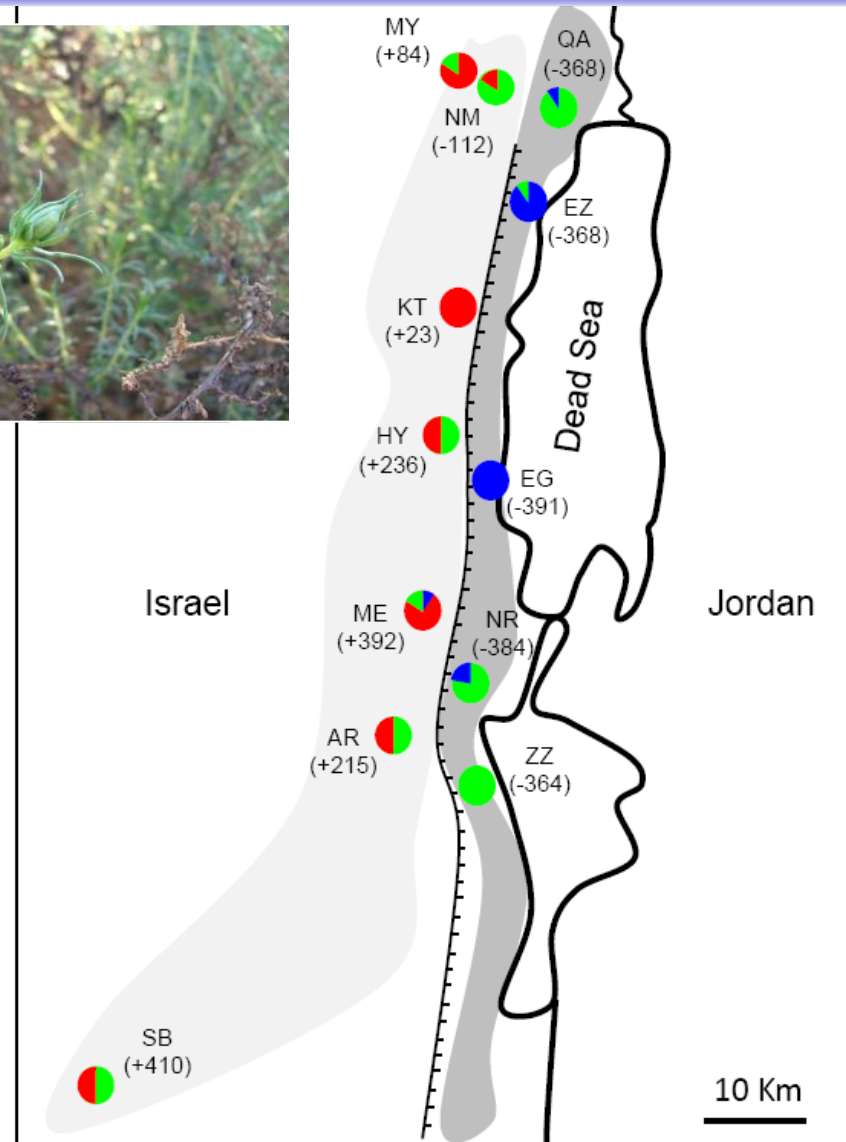 MY
(+84)
QA
(-368)
NM
(-112)
EZ
(-368)
KT
(+23)
Dead Sea
HY
(+236)
EG
(-391)
Israel
Jordan
ME
(+392)
NR
(-384)
AR
(+215)
ZZ
(-364)
SB
(+410)
10 Km